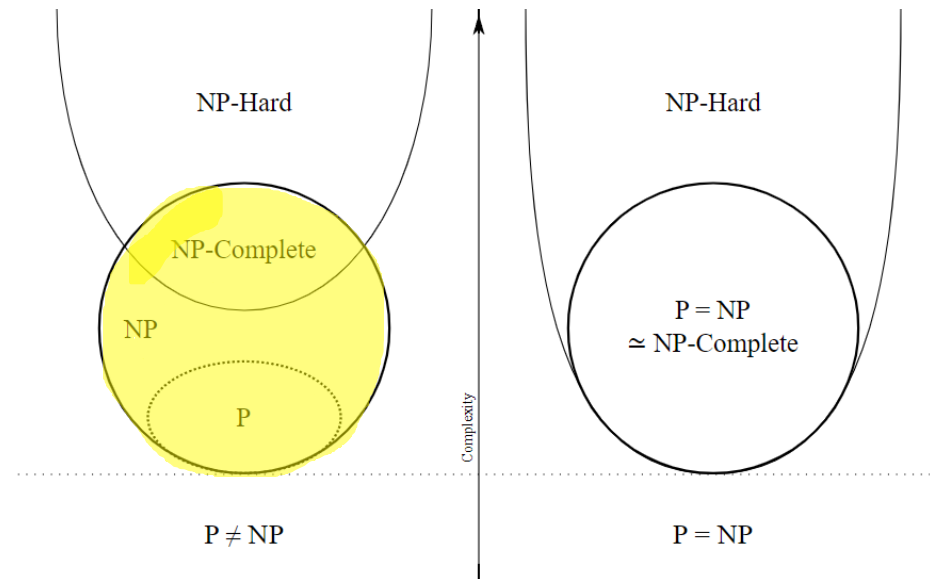 NP-Hard
NP-Complete
NP
P
P ≠ NP
Complexity
NP-Hard
P = NP
≃ NP-Complete
P = NP